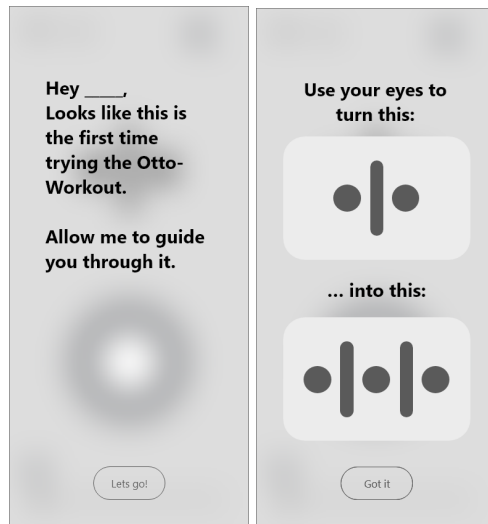 Hey _____,
Looks like this is
the first time
trying the Otto-
Workout.
Allow me to guide
you through it.
Lets go!
Use your eyes to
turn this:
... into this:
Got it